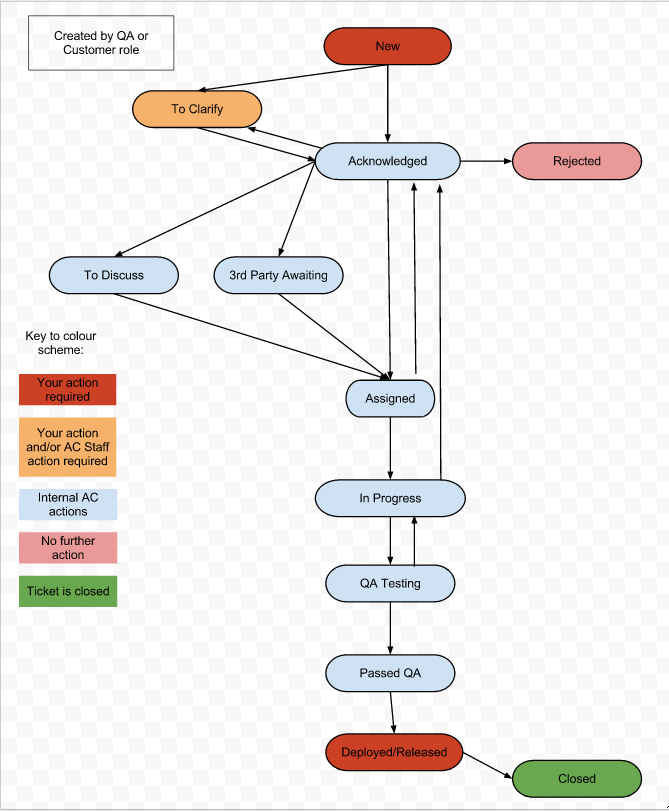 Created by QA or
Customer role
New
To Clarify
Acknowledged
Rejected
To Discuss
3rd Party Awaiting
Key to colour
scheme:
Your action
required
Assigned
Your action
and/or AC Staff
action required
Internal AC
actions
In Progress
No further
action
QA Testing
Ticket is closed
Passed QA
Deployed/Released
Closed